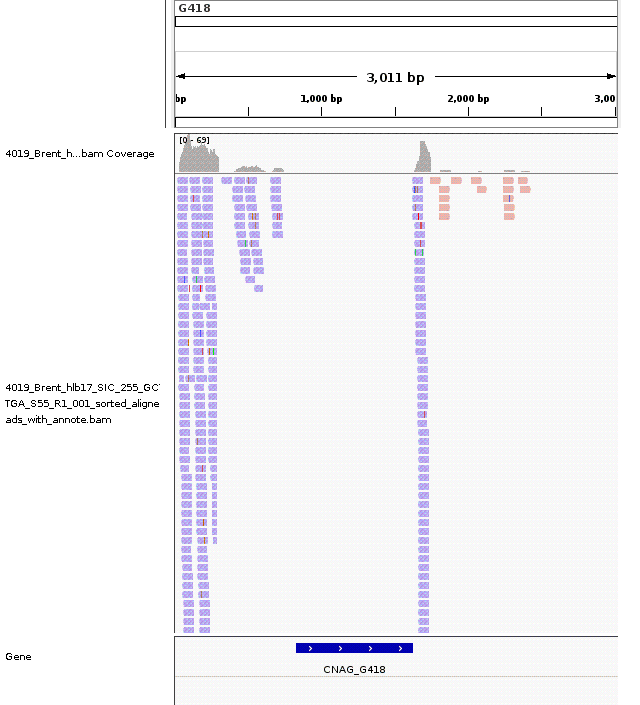 G418
3,011 bp
bp 1,000 bp 2,000 bp 3,00
[0 - 69]
4019_Brent_h...bam Coverage
4019_Brent_hlb17_SIC_255_GC
TGA_S55_R1_001_sorted_aligne
ads_with_annote.bam
Gene
CNAG_G418